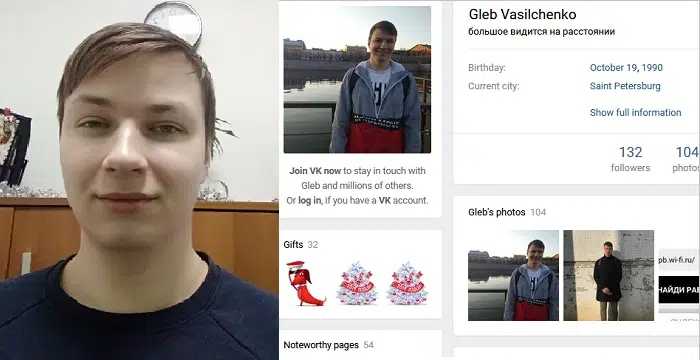 Gleb Vasilchenko
большое видится на расстоянии
Birthday: October 19, 1990
Current city: Saint Petersburg
Show full information
132 followers
104 photos
Join VK now to stay in touch with
Gleb and millions of others.
Or log in, if you have a VK account.
Gifts 32
Noteworthy pages 54
Gleb's photos 104
pb.wi-fi.ru/